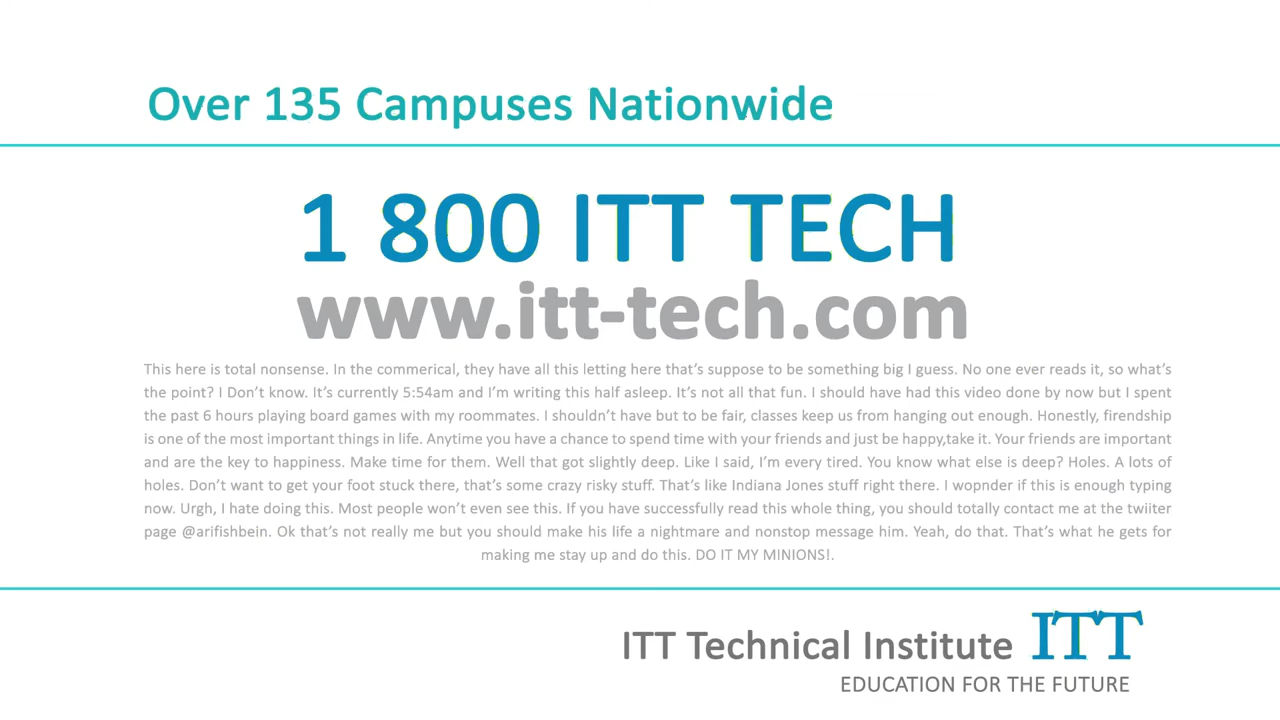 Over 135 Campuses Nationwide
1 800 ITT TECH
www.itt-tech.com
This here is total nonsense. In the commerical, they have all this letting here that's suppose to be something big I guess. No one ever reads it, so what's
the point? I Don't know. It's currently 5:54am and I'm writing this half asleep. It's not all that fun. I should have had this video done by now but I spent
the past 6 hours playing board games with my roommates. I shouldn't have but to be fair, classes keep us from hanging out enough. Honestly, firendship
is one of the most important things in life. Anytime you have a chance to spend time with your friends and just be happy,take it. Your friends are important
and are the key to happiness. Make time for them. Well that got slightly deep. Like I said, I'm every tired. You know what else is deep? Holes. A lots of
holes. Don't want to get your foot stuck there, that's some crazy risky stuff. That's like Indiana Jones stuff right there. I wopnder if this is enough typing
now. Urgh, I hate doing this. Most people won't even see this. If you have successfully read this whole thing, you should totally contact me at the twiiter
page @arifishbein. Ok that's not really me but you should make his life a nightmare and nonstop message him. Yeah, do that. That's what he gets for
making me stay up and do this. DO IT MY MINIONS!.
ITT Technical Institute ITT
EDUCATION FOR THE FUTURE